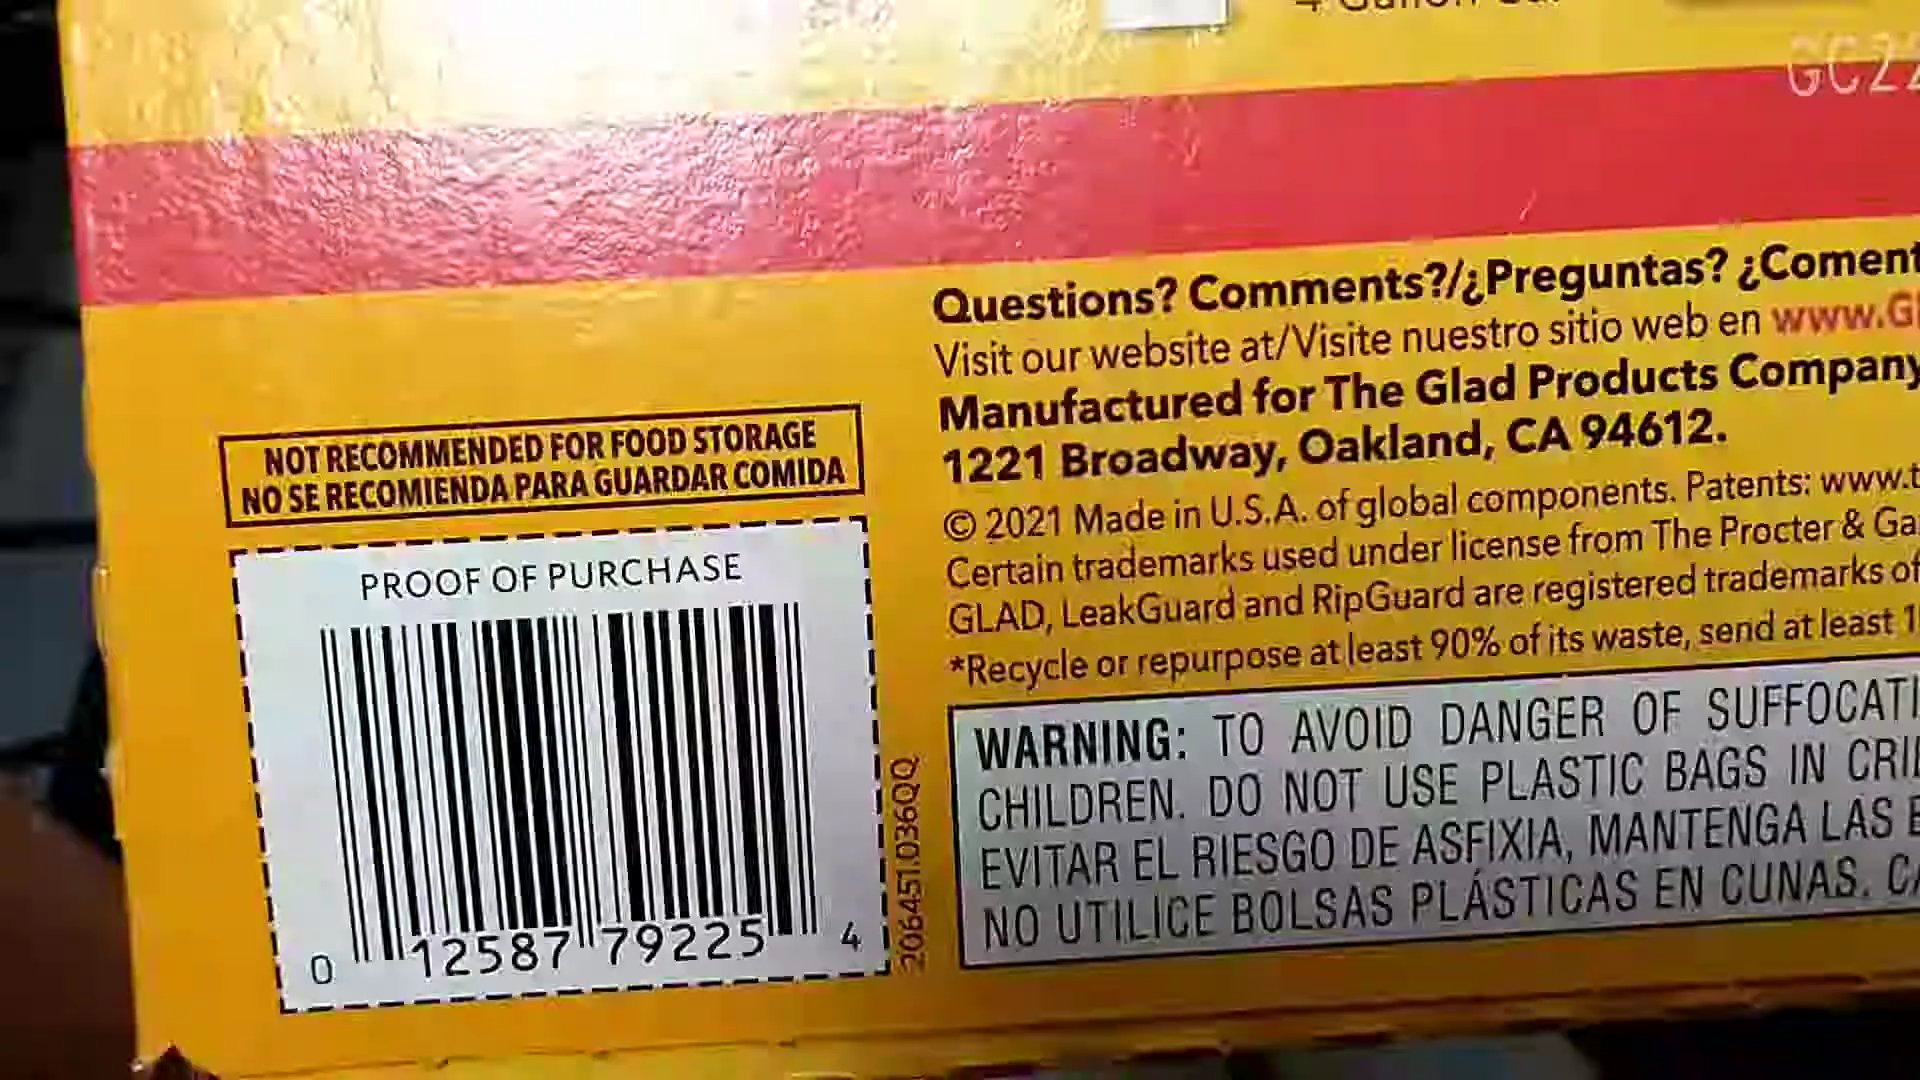 GC22
Questions? Comments?/¿Preguntas? ¿Coment
Visit our website at/Visite nuestro sitio web en www.Gl
Manufactured for The Glad Products Company
1221 Broadway, Oakland, CA 94612.
© 2021 Made in U.S.A. of global components. Patents: www.t
Certain trademarks used under license from The Procter & Ga
GLAD, LeakGuard and RipGuard are registered trademarks of
*Recycle or repurpose at least 90% of its waste, send at least 1
NOT RECOMMENDED FOR FOOD STORAGE
NO SE RECOMIENDA PARA GUARDAR COMIDA
PROOF OF PURCHASE
0 12587 79225 4
206451.036QQ
WARNING: TO AVOID DANGER OF SUFFOCATI
CHILDREN. DO NOT USE PLASTIC BAGS IN CRIB
EVITAR EL RIESGO DE ASFIXIA, MANTENGA LAS B
NO UTILICE BOLSAS PLÁSTICAS EN CUNAS. CA